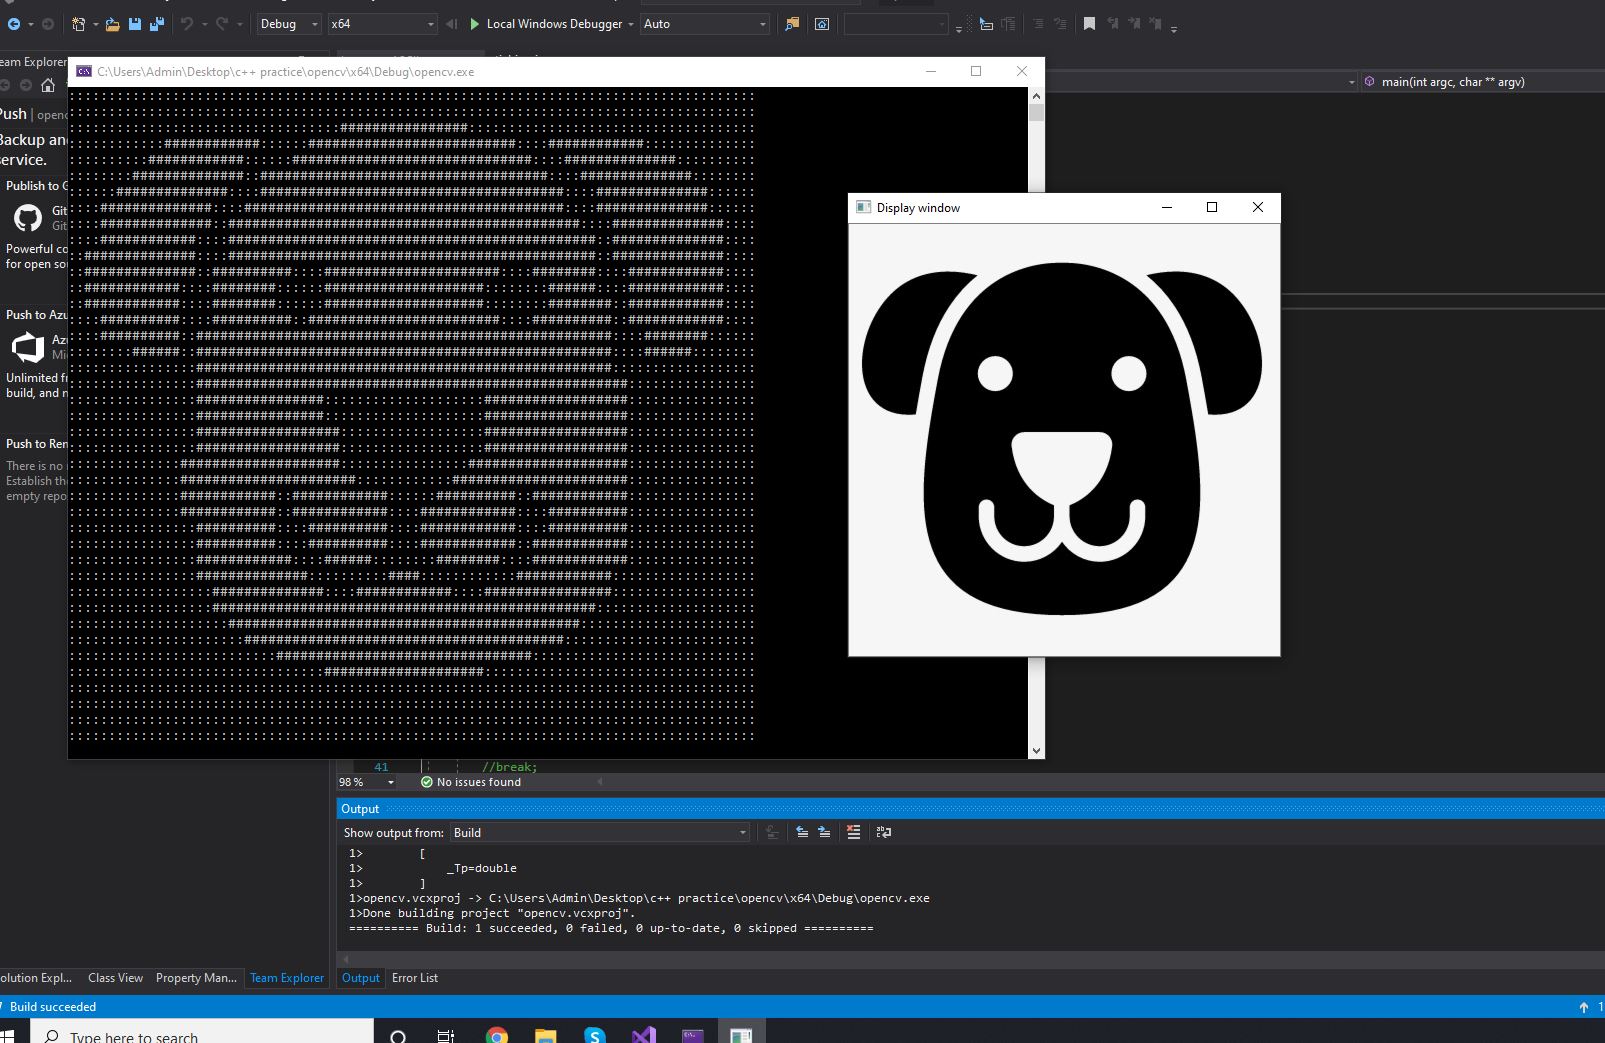 Debug
x64
Local Windows Debugger
Auto
eam Explorer
C:\Users\Admin\Desktop\c++ practice\opencv\x64\Debug\opencv.exe
main(int argc, char ** argv)
Push | openc
Backup an
ervice.
Display window
Publish to G
Git
Git
Powerful co
for open so
Push to Azu
Azu
Mi
Unlimited fr
build, and n
Push to Ren
There is no
Establish the
empty repo
41 //break;
98 %
No issues found
Output
Show output from: Build
1> [
1> _Tp=double
1> ]
1>opencv.vcxproj -> C:\Users\Admin\Desktop\c++ practice\opencv\x64\Debug\opencv.exe
1>Done building project "opencv.vcxproj".
========== Build: 1 succeeded, 0 failed, 0 up-to-date, 0 skipped ==========
olution Expl... Class View Property Man... Team Explorer Output Error List
Build succeeded
Type here to search